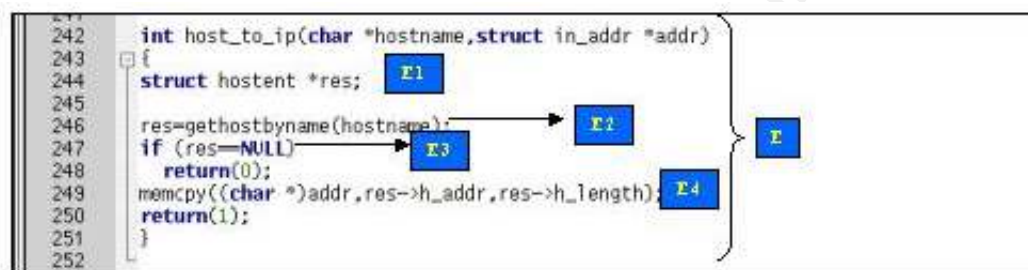 241
242 int host_to_ip(char *hostname,struct in_addr *addr)
243 {
244 struct hostent *res; E1
245
246 res=gethostbyname(hostname); E2
247 if (res==NULL) E3 E
248 return(0);
249 memcpy((char *)addr,res->h_addr,res->h_length); E4
250 return(1);
251 }
252